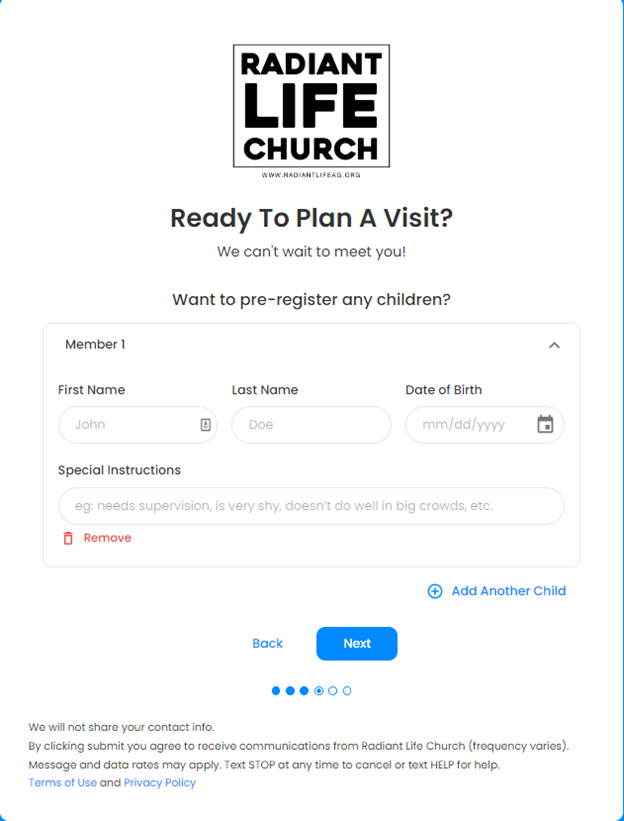 RADIANT
LIFE
CHURCH
WWW.RADIANTLIFEAG.ORG
Ready To Plan A Visit?
We can't wait to meet you!
Want to pre-register any children?
Member 1
First Name Last Name Date of Birth
John Doe mm/dd/yyyy
Special Instructions
eg: needs supervision, is very shy, doesn't do well in big crowds, etc.
Remove
Add Another Child
Back Next
We will not share your contact info.
By clicking submit you agree to receive communications from Radiant Life Church (frequency varies).
Message and data rates may apply. Text STOP at any time to cancel or text HELP for help.
Terms of Use and Privacy Policy